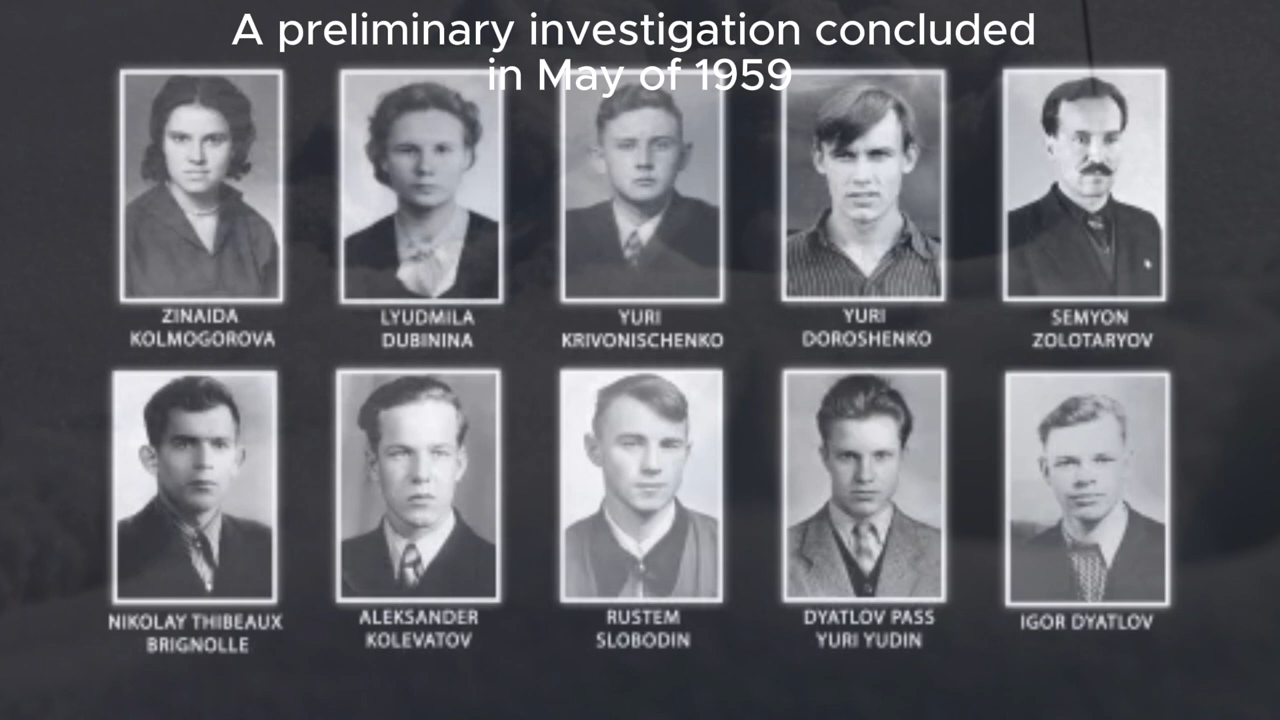 A preliminary investigation concluded
in May of 1959
ZINAIDA
KOLMOGOROVA
LYUDMILA
DUBININA
YURI
KRIVONISCHENKO
YURI
DOROSHENKO
SEMYON
ZOLOTARYOV
NIKOLAY THIBEAUX
BRIGNOLLE
ALEKSANDER
KOLEVATOV
RUSTEM
SLOBODIN
DYATLOV PASS
YURI YUDIN
IGOR DYATLOV